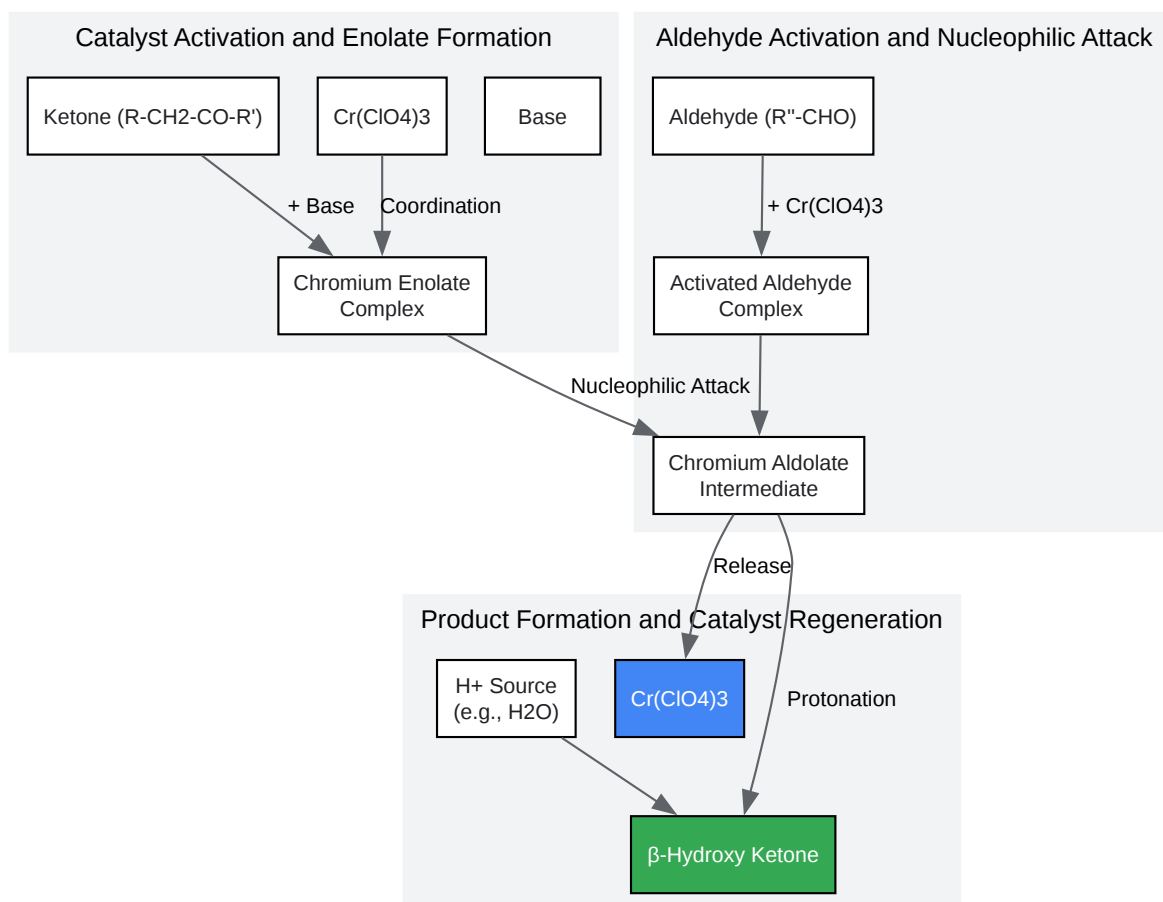 Catalyst Activation and Enolate Formation
Aldehyde Activation and Nucleophilic Attack
Ketone (R-CH2-CO-R')
Cr(ClO4)3
Base
Aldehyde (R''-CHO)
+ Base
Coordination
+ Cr(ClO4)3
Chromium Enolate
Complex
Activated Aldehyde
Complex
Nucleophilic Attack
Chromium Aldolate
Intermediate
Release
Product Formation and Catalyst Regeneration
H+ Source
(e.g., H2O)
Cr(ClO4)3
Protonation
β-Hydroxy Ketone